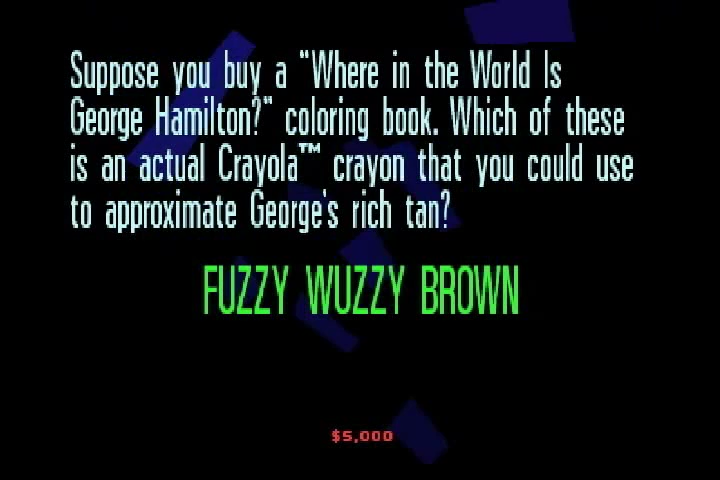 Suppose you buy a “Where in the World Is
George Hamilton?” coloring book. Which of these
is an actual Crayola™ crayon that you could use
to approximate George's rich tan?
FUZZY WUZZY BROWN
$5,000